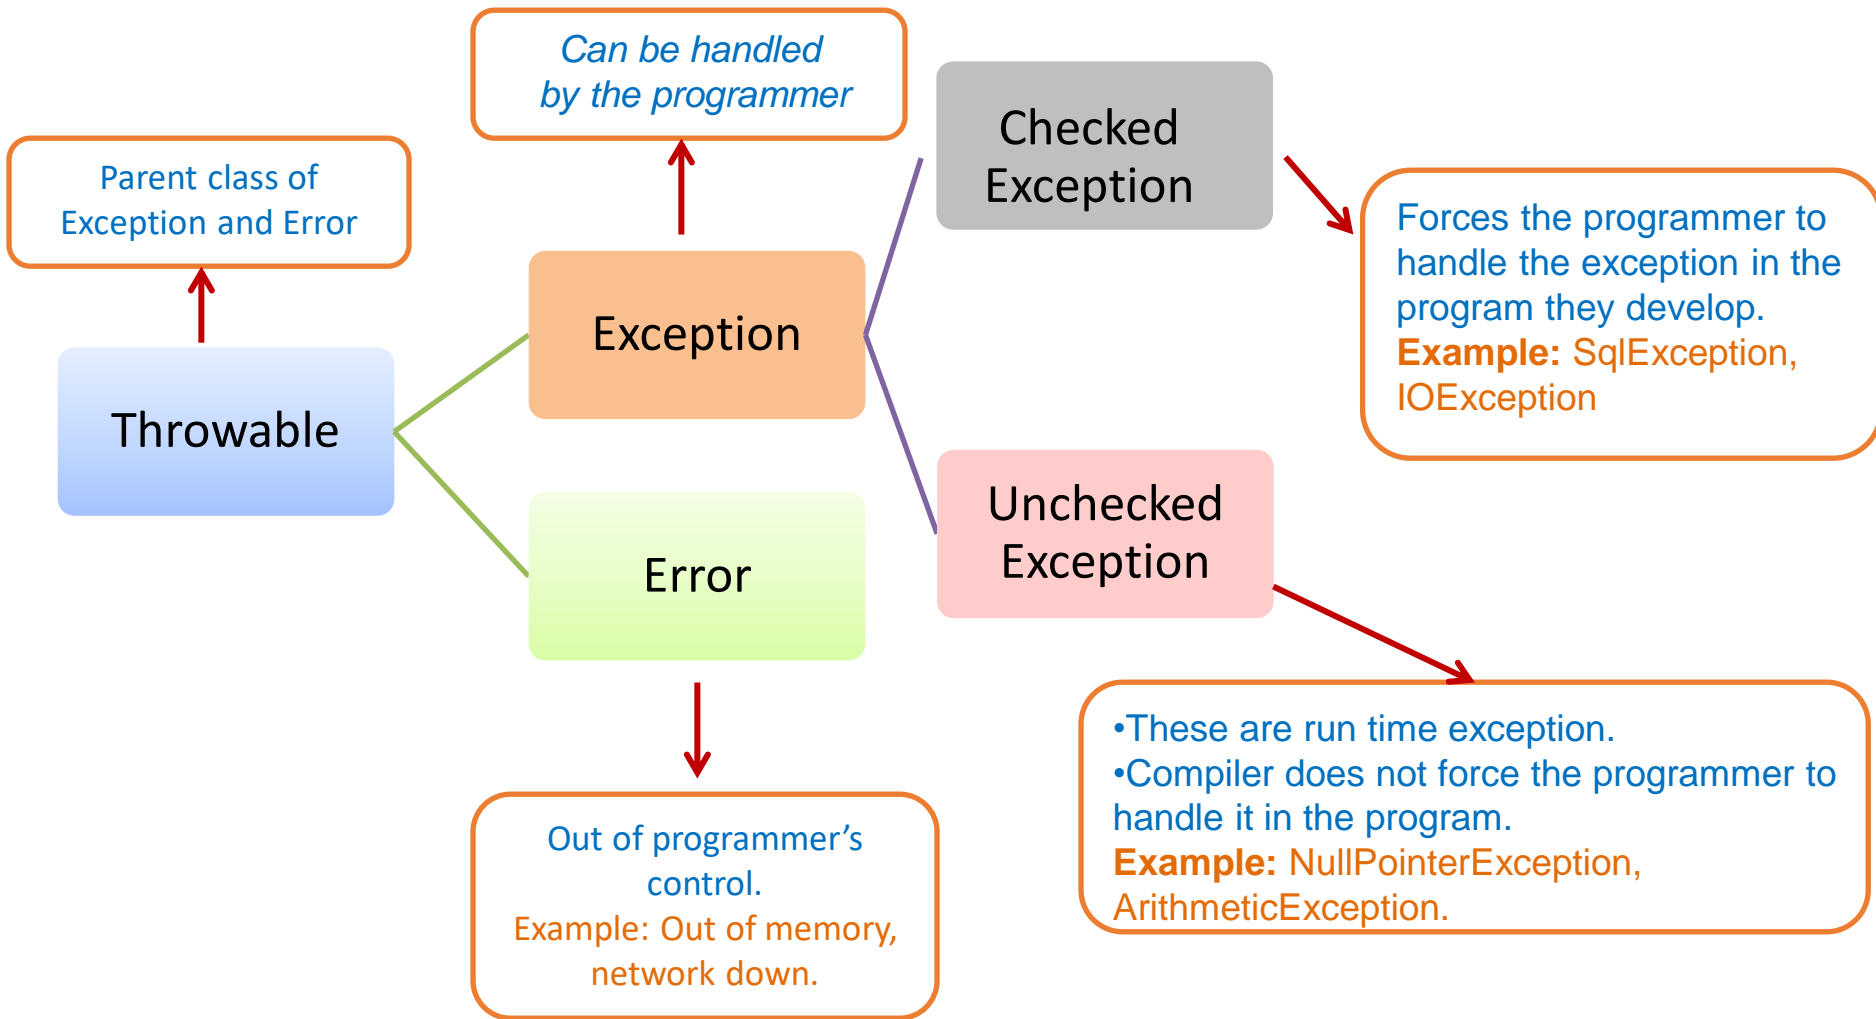 Can be handled
by the programmer
Checked
Exception
Parent class of
Exception and Error
Forces the programmer to
handle the exception in the
program they develop.
Example: SqlException,
IOException
Exception
Throwable
Unchecked
Exception
Error
•These are run time exception.
•Compiler does not force the programmer to
handle it in the program.
Example: NullPointerException,
ArithmeticException.
Out of programmer’s
control.
Example: Out of memory,
network down.